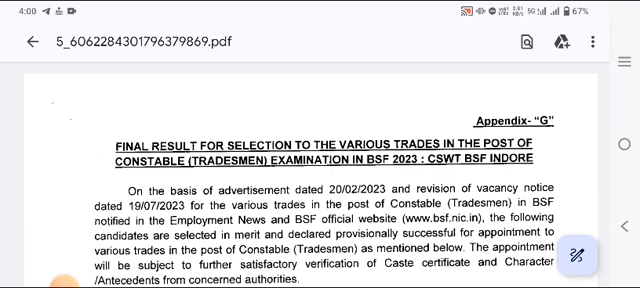 4:00
5G
67%
5_6062284301796379869.pdf
Appendix- "G"
FINAL RESULT FOR SELECTION TO THE VARIOUS TRADES IN THE POST OF
CONSTABLE (TRADESMEN) EXAMINATION IN BSF 2023 : CSWT BSF INDORE
On the basis of advertisement dated 20/02/2023 and revision of vacancy notice
dated 19/07/2023 for the various trades in the post of Constable (Tradesmen) in BSF
notified in the Employment News and BSF official website (www.bsf.nic.in), the following
candidates are selected in merit and declared provisionally successful for appointment to
various trades in the post of Constable (Tradesmen) as mentioned below. The appointment
will be subject to further satisfactory verification of Caste certificate and Character
/Antecedents from concerned authorities.